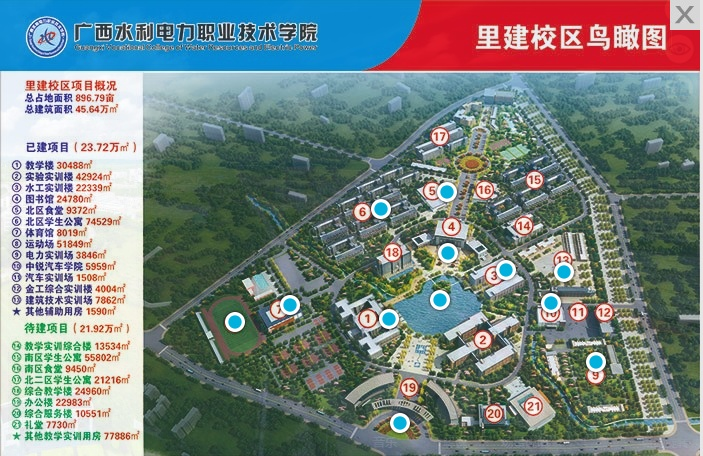 广西水利电力职业技术学院
Guangxi Vocational College of Water Resources and Electric Power
里建校区鸟瞰图
X
里建校区项目概况
总占地面积 896.79亩
总建筑面积 45.64万㎡
已建项目（23.72万㎡）
① 教学楼 30488㎡
② 实验实训楼 42924㎡
③ 水工实训楼 22339㎡
④ 图书馆 24780㎡
⑤ 北区食堂 9372㎡
⑥ 北区学生公寓 74529㎡
⑦ 体育馆 8019㎡
⑧ 运动场 51849㎡
⑨ 电力实训场 3846㎡
⑩ 中锐汽车学院 5959㎡
⑪ 汽车实训场 1508㎡
⑫ 金工综合实训楼 4004㎡
⑬ 建筑技术实训场 7862㎡
★ 其他辅助用房 1590㎡
待建项目（21.92万㎡）
⑭ 教学实训综合楼 13534㎡
⑮ 南区学生公寓 55802㎡
⑯ 南区食堂 9450㎡
⑰ 北二区学生公寓 21216㎡
⑱ 综合教学楼 24960㎡
⑲ 办公楼 22983㎡
⑳ 综合服务楼 10551㎡
㉑ 礼堂 7730㎡
★ 其他教学实训用房 77886㎡
17
15
5
16
6
4
14
18
13
3
7
10
11
12
1
2
9
19
20
21